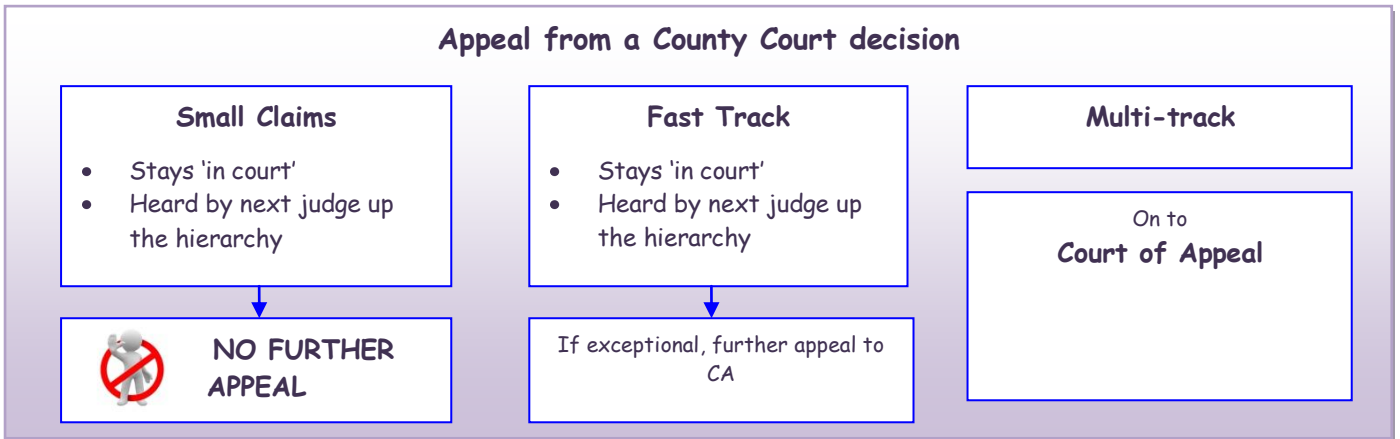 Appeal from a County Court decision
Small Claims
• Stays ‘in court’
• Heard by next judge up
the hierarchy
NO FURTHER
APPEAL
Fast Track
• Stays ‘in court’
• Heard by next judge up
the hierarchy
If exceptional, further appeal to
CA
Multi-track
On to
Court of Appeal